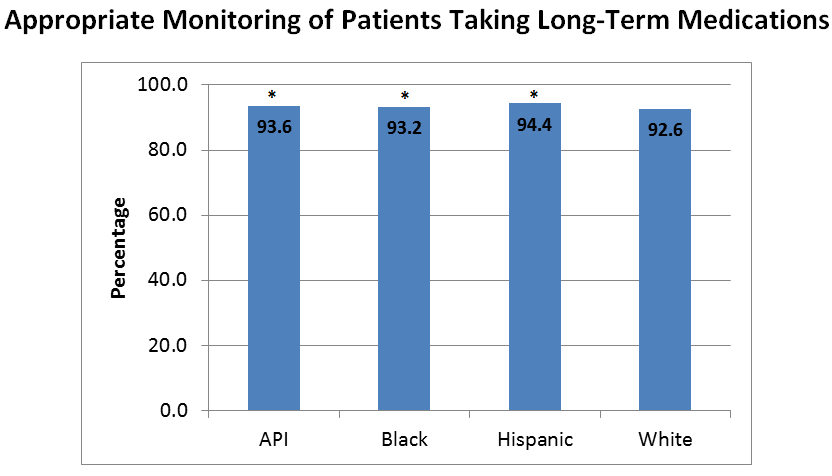 Appropriate Monitoring of Patients Taking Long-Term Medications
100.0
80.0
60.0
40.0
20.0
0.0
Percentage
* * *
93.6 93.2 94.4 92.6
API Black Hispanic White